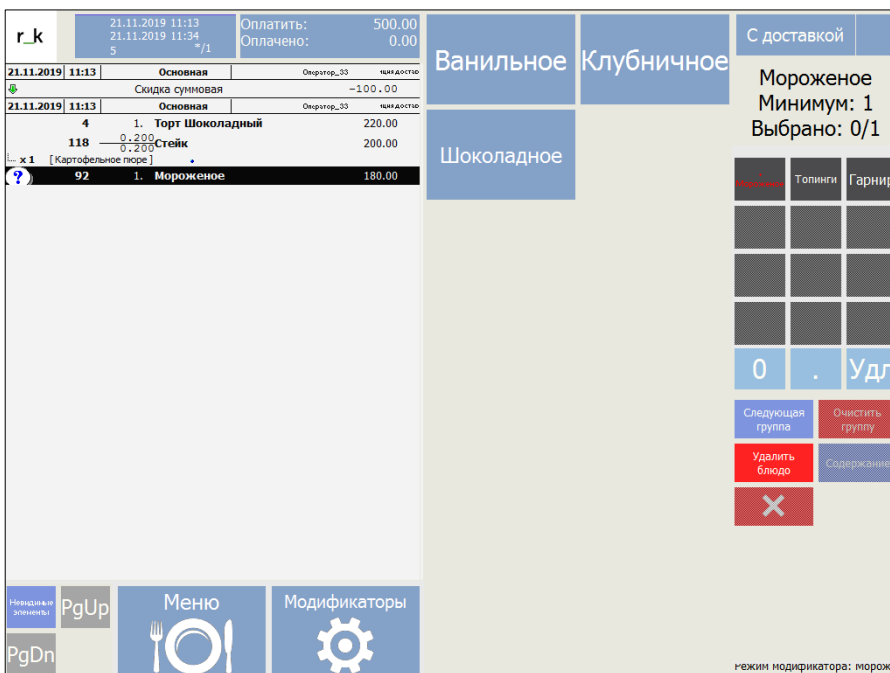 r_k
21.11.2019 11:13
21.11.2019 11:34
5 */1
Оплатить: 500.00
Оплачено: 0.00
21.11.2019 11:13 Основная Оператор_33
Скидка суммовая -100.00
21.11.2019 11:13 Основная Оператор_33
4 1. Торт Шоколадный 220.00
118 0.200 Стейк 200.00
0.200
x 1 [Картофельное пюре]
? 92 1. Мороженое 180.00
Ванильное
Клубничное
Шоколадное
С доставкой
Мороженое
Минимум: 1
Выбрано: 0/1
Топинги
Гарнир
0
.
Удл
Следующая
группа
Очистить
группу
Удалить
блюдо
Содержание
Невидимые
элементы
PgUp
Меню
Модификаторы
PgDn
Режим модификатора: морож